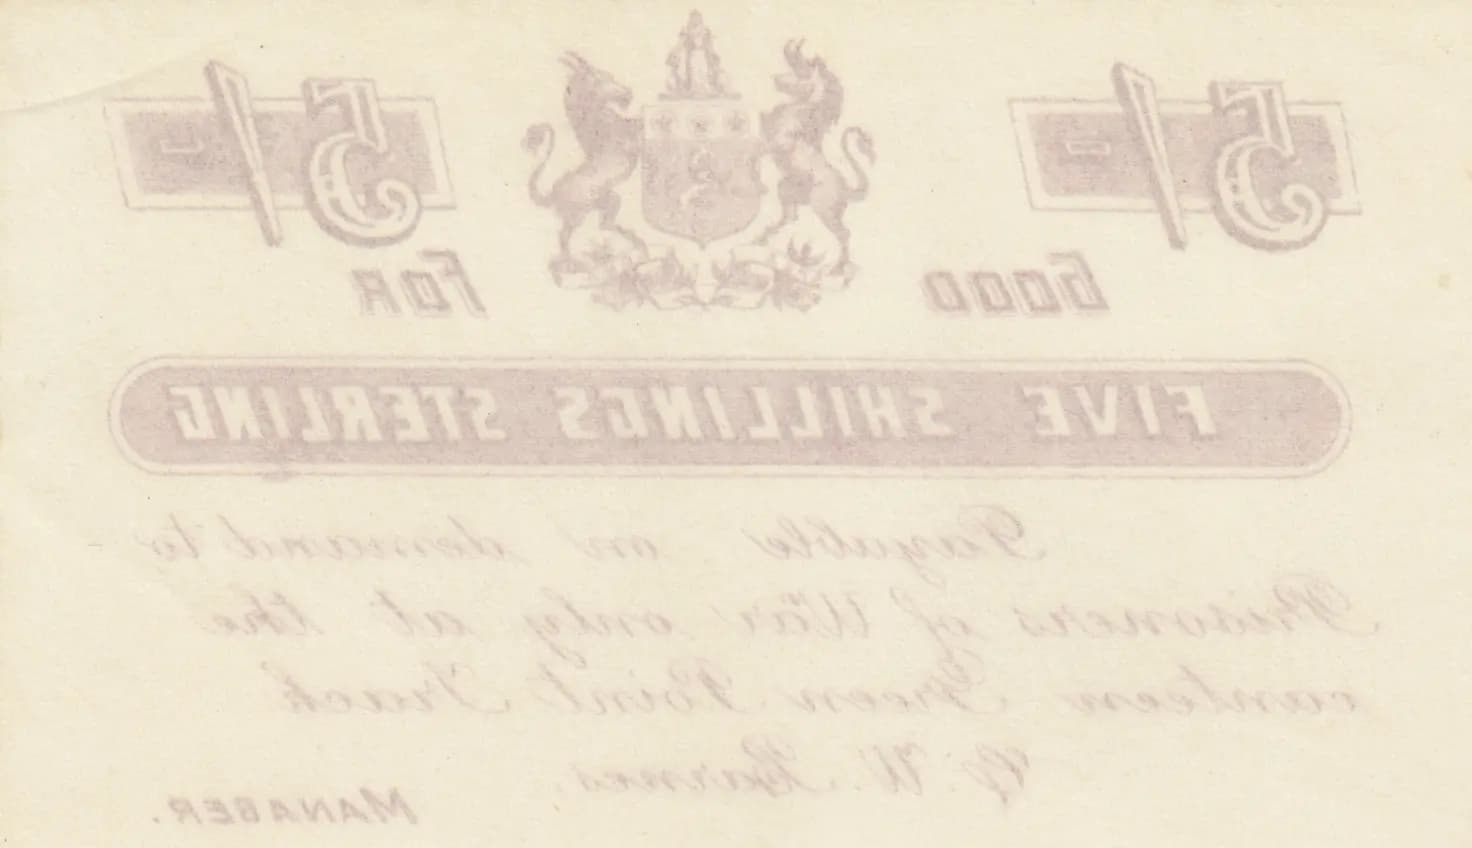 5/- 5/-
GOOD FOR
FIVE SHILLINGS STERLING
Payable on demand to
Prisoners of War only at the
canteen Green Point Track
W. Barnes.
MANAGER.